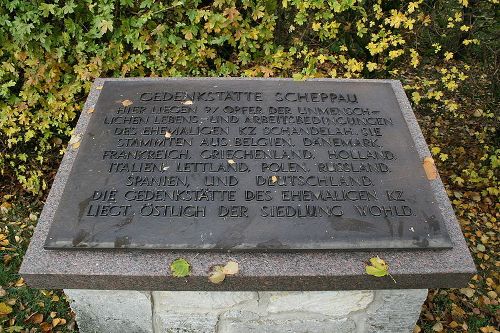 GEDENKSTÄTTE SCHEPPAU
HIER LIEGEN 97 OPFER DER UNMENSCH-
LICHEN LEBENS- UND ARBEITSBEDINGUNGEN
DES EHEMALIGEN KZ SCHANDELAH. SIE
STAMMTEN AUS BELGIEN, DÄNEMARK,
FRANKREICH, GRIECHENLAND, HOLLAND,
ITALIEN, LETTLAND, POLEN, RUSSLAND,
SPANIEN, UND DEUTSCHLAND.
DIE GEDENKSTÄTTE DES EHEMALIGEN KZ
LIEGT ÖSTLICH DER SIEDLUNG WOHLD.